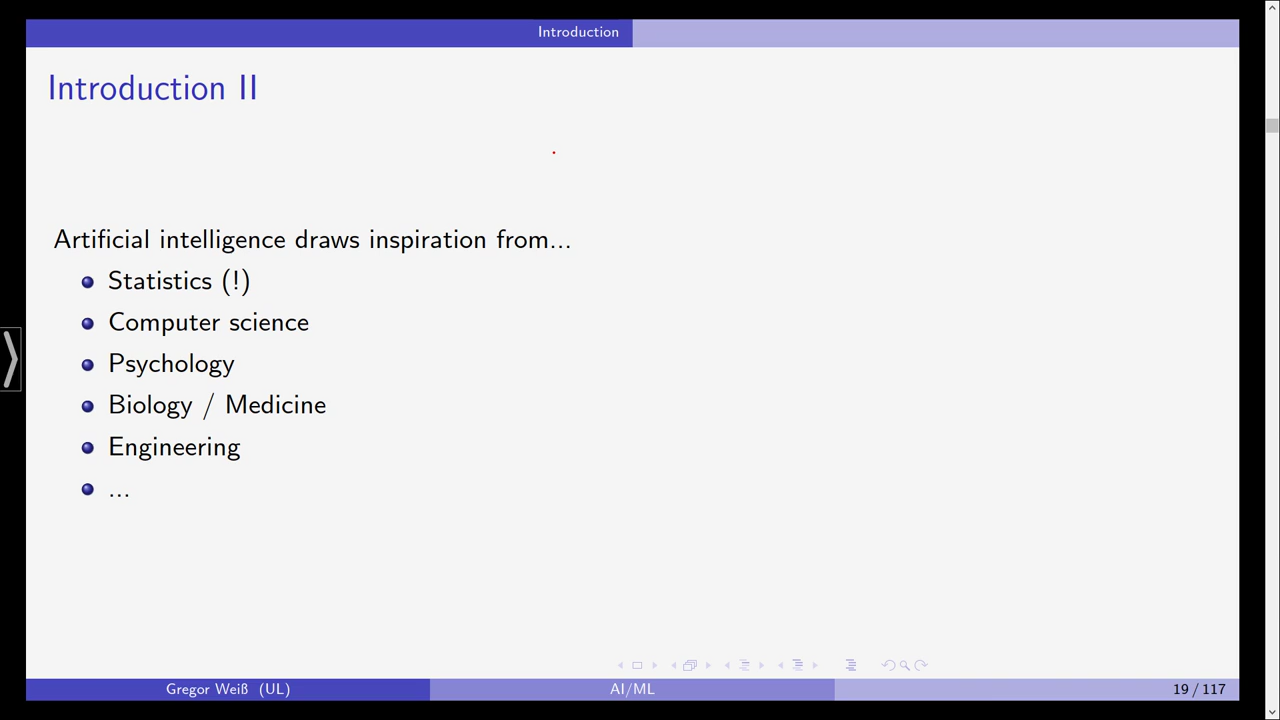 Introduction
Introduction II
Artificial intelligence draws inspiration from...
Statistics (!)
Computer science
Psychology
Biology / Medicine
Engineering
...
Gregor Weiß (UL)
AI/ML
19 / 117